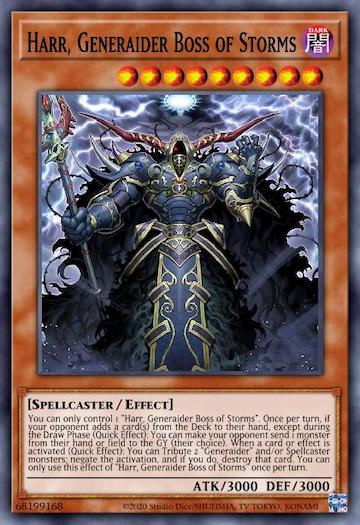 Harr, Generaider Boss of Storms
DARK
闇
[Spellcaster / Effect]
You can only control 1 "Harr, Generaider Boss of Storms". Once per turn, if
your opponent adds a card(s) from the Deck to their hand, except during
the Draw Phase (Quick Effect): You can make your opponent send 1 monster
from their hand or field to the GY (their choice). When a card or effect is
activated (Quick Effect): You can Tribute 2 "Generaider" and/or Spellcaster
monsters; negate the activation, and if you do, destroy that card. You can
only use this effect of "Harr, Generaider Boss of Storms" once per turn.
ATK/3000 DEF/3000
68199168
©2020 Studio Dice/SHUEISHA, TV TOKYO, KONAMI